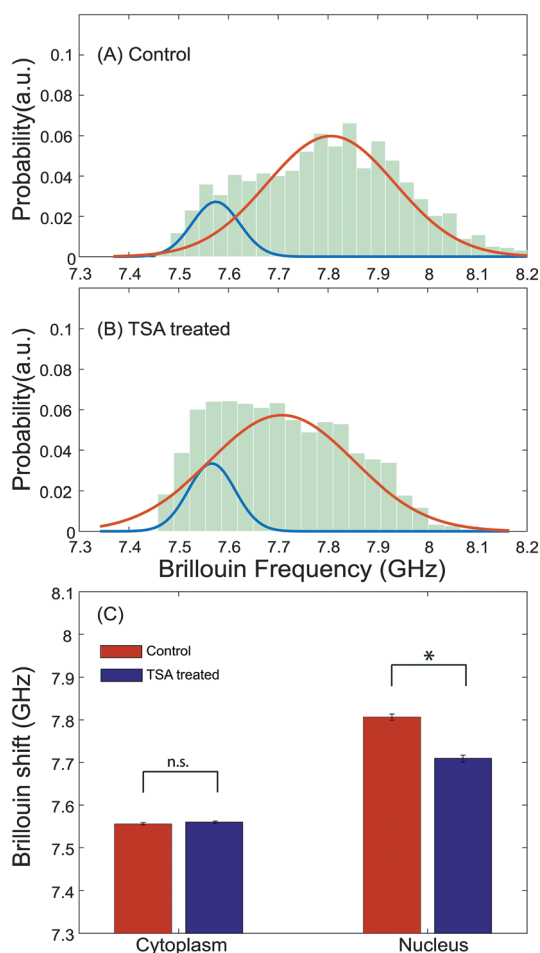 (A) Control
Probability(a.u.)
0.1
0.08
0.06
0.04
0.02
0
7.3 7.4 7.5 7.6 7.7 7.8 7.9 8 8.1 8.2
(B) TSA treated
Probability(a.u.)
0.1
0.08
0.06
0.04
0.02
0
7.3 7.4 7.5 7.6 7.7 7.8 7.9 8 8.1 8.2
Brillouin Frequency (GHz)
(C)
Control
TSA treated
Brillouin shift (GHz)
8.1
8
7.9
7.8
7.7
7.6
7.5
7.4
7.3
n.s.
*
Cytoplasm Nucleus